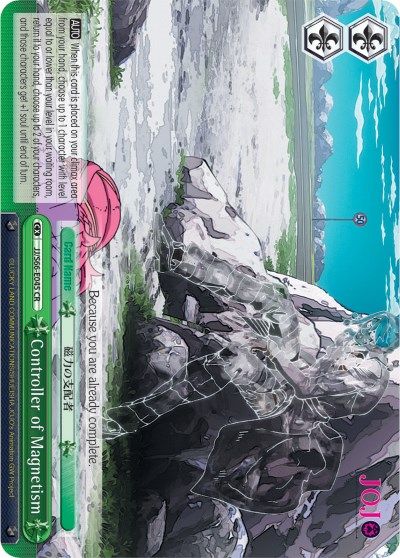 JOJO
Because you are already complete.
Card Name
磁力の支配者
[AUTO] When this card is placed on your climax area
from your hand, choose up to 1 character with level
equal to or lower than your level in your waiting room,
return it to your hand, choose up to 2 of your characters,
and those characters get +1 soul until end of turn.
CX
JJ/S66-E045 CR
Controller of Magnetism